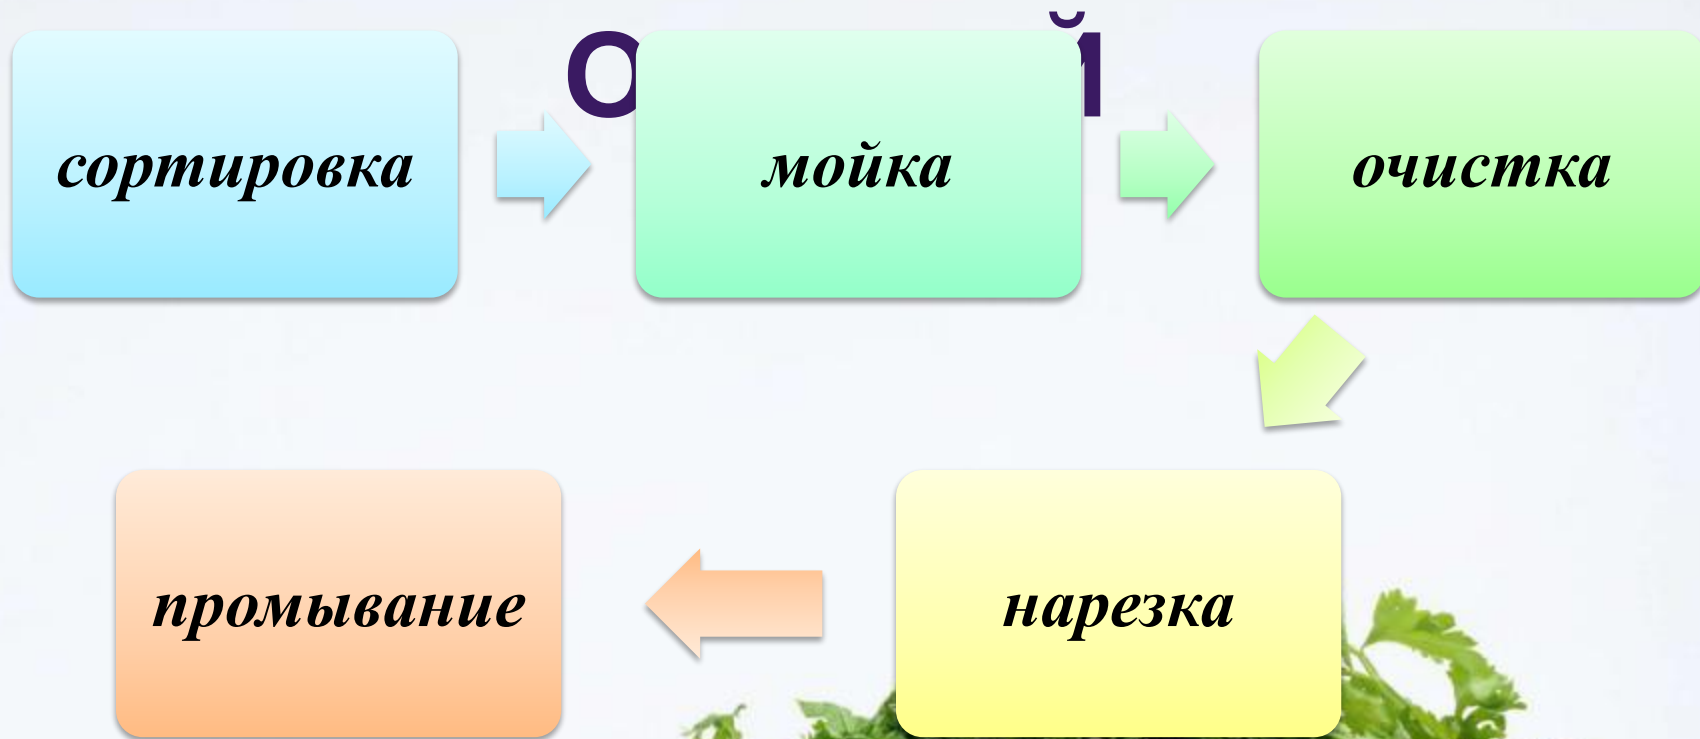 сортировка
мойка
очистка
нарезка
промывание